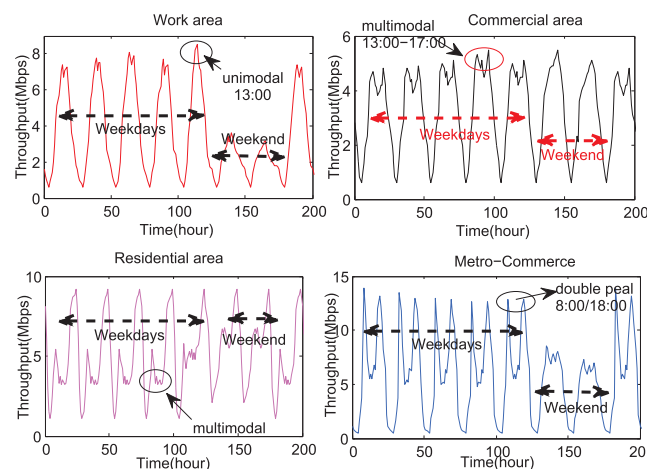 Work area
Throughput(Mbps)
8
6
4
2
0
0 50 100 150 200
Time(hour)
unimodal
13:00
Weekdays
Weekend
Commercial area
Throughput(Mbps)
6
4
2
0
0 50 100 150 200
Time(hour)
multimodal
13:00−17:00
Weekdays
Weekend
Residential area
Throughput(Mbps)
10
5
0
0 50 100 150 200
Time(hour)
Weekdays
Weekend
multimodal
Metro−Commerce
Throughput(Mbps)
15
10
5
0
0 50 100 150 20
Time(hour)
double peal
8:00/18:00
Weekdays
Weekend